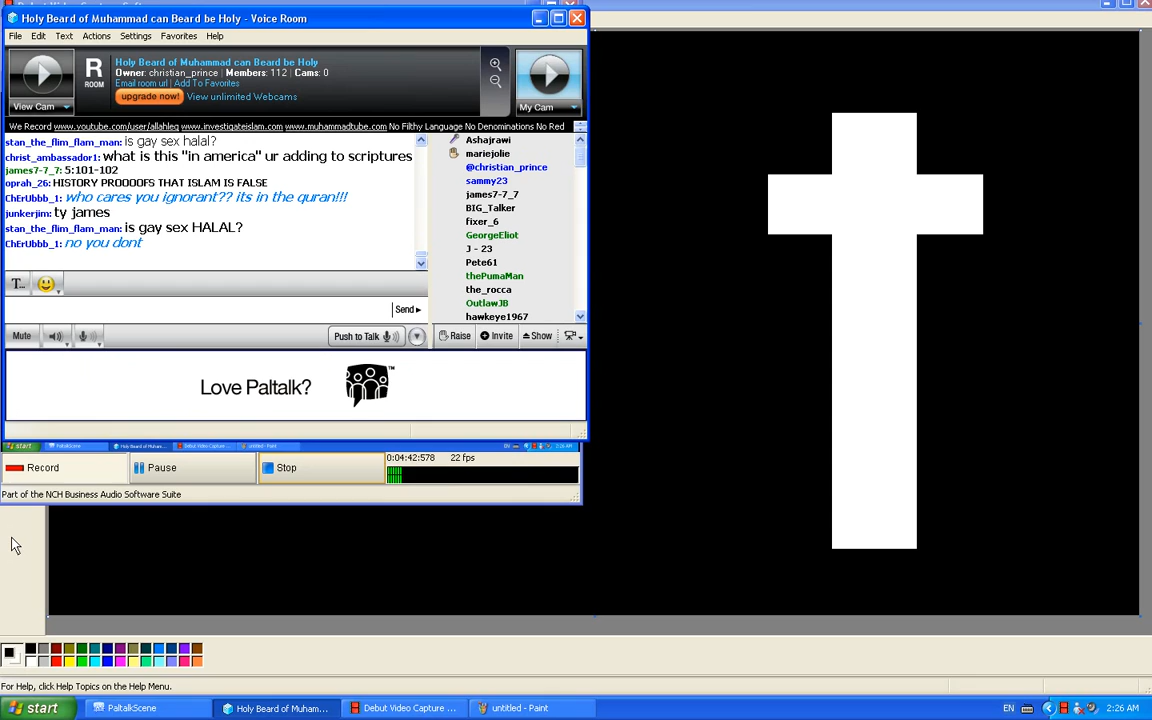 Holy Beard of Muhammad can Beard be Holy - Voice Room
File Edit Text Actions Settings Favorites Help
View Cam
R
ROOM
Holy Beard of Muhammad can Beard be Holy
Owner: christian_prince | Members: 112 | Cams: 0
Email room url | Add To Favorites
upgrade now! View unlimited Webcams
My Cam
We Record www.youtube.com/user/allahleg www.investigateislam.com www.muhammadtube.com No Filthy Language No Denominations No Red
stan_the_flim_flam_man: is gay sex halal?
christ_ambassador1: what is this "in america" ur adding to scriptures
james7-7_7: 5:101-102
oprah_26: HISTORY PROOOOFS THAT ISLAM IS FALSE
ChErUbbb_1: who cares you ignorant?? its in the quran!!!
junkerjim: ty james
stan_the_flim_flam_man: is gay sex HALAL?
ChErUbbb_1: no you dont
Ashajrawi
mariejolie
@christian_prince
sammy23
james7-7_7
BIG_Talker
fixer_6
GeorgeEliot
J - 23
Pete61
thePumaMan
the_rocca
OutlawJB
hawkeye1967
T...
Send
Mute
Push to Talk
Raise Invite Show
Love Paltalk? ™
start
2:26 AM
Record Pause Stop
0:04:42:578 22 fps
Part of the NCH Business Audio Software Suite
For Help, click Help Topics on the Help Menu.
start PaltalkScene Holy Beard of Muham... Debut Video Capture ... untitled - Paint EN 2:26 AM